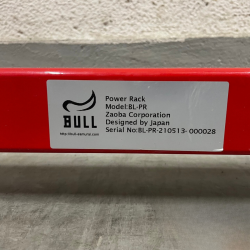 BULL
Power Rack
Model:BL-PR
Zaoba Corporation
Designed by Japan
Serial No:BL-PR-210513- 000028